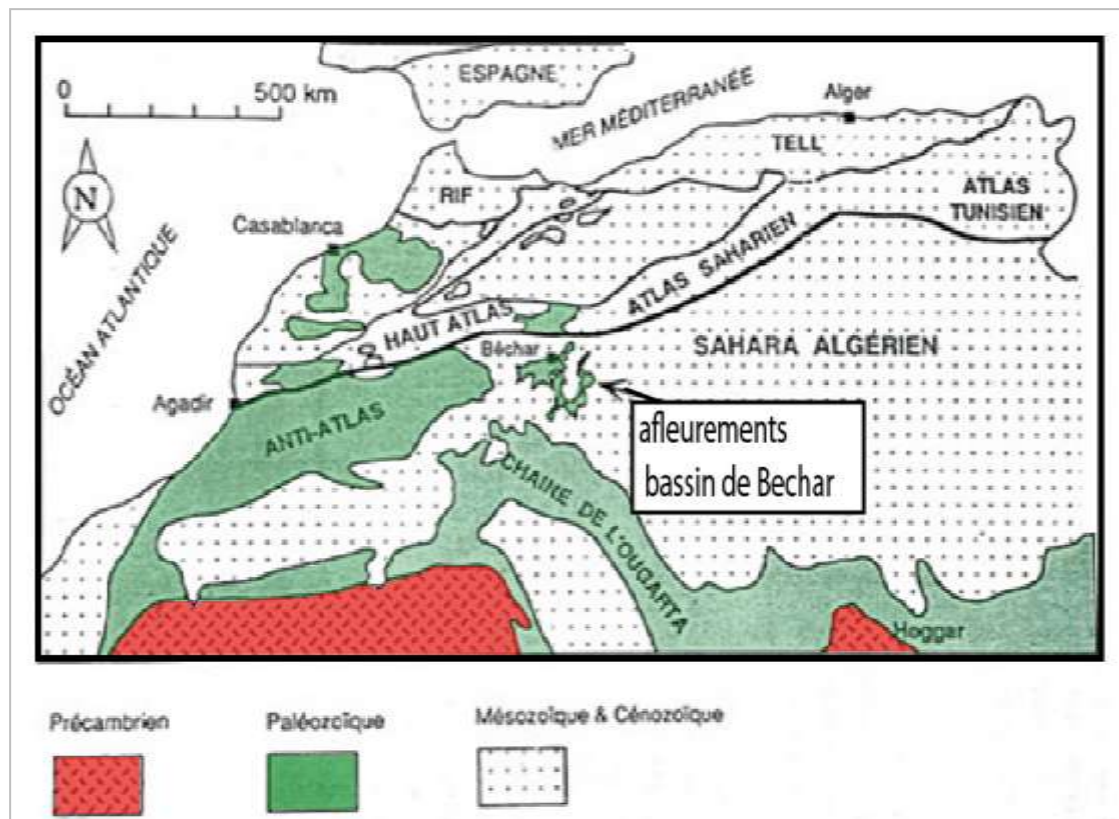 ESPAGNE
0 500 km
MER MÉDITERRANÉE
Alger
TELL
N
RIF
ATLAS
TUNISIEN
Casablanca
OCÉAN ATLANTIQUE
ATLAS SAHARIEN
HAUT ATLAS
Béchar
SAHARA ALGÉRIEN
Agadir
ANTI-ATLAS
afleurements
bassin de Bechar
CHAINE DE L'OUGARTA
Hoggar
Précambrien Paléozoïque Mésozoïque & Cénozoïque